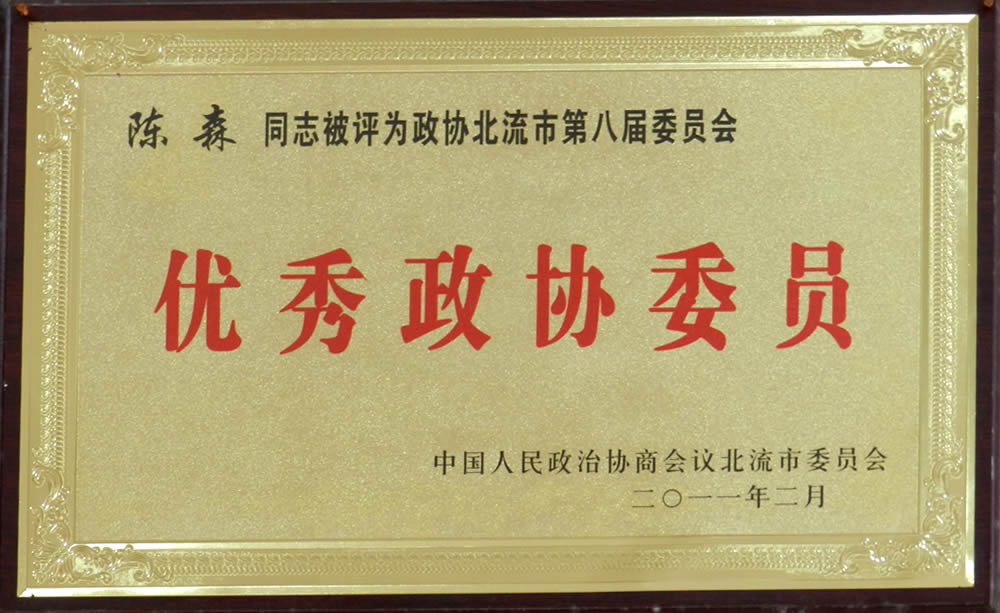 陈森 同志被评为政协北流市第八届委员会
优秀政协委员
中国人民政治协商会议北流市委员会
二〇一一年二月